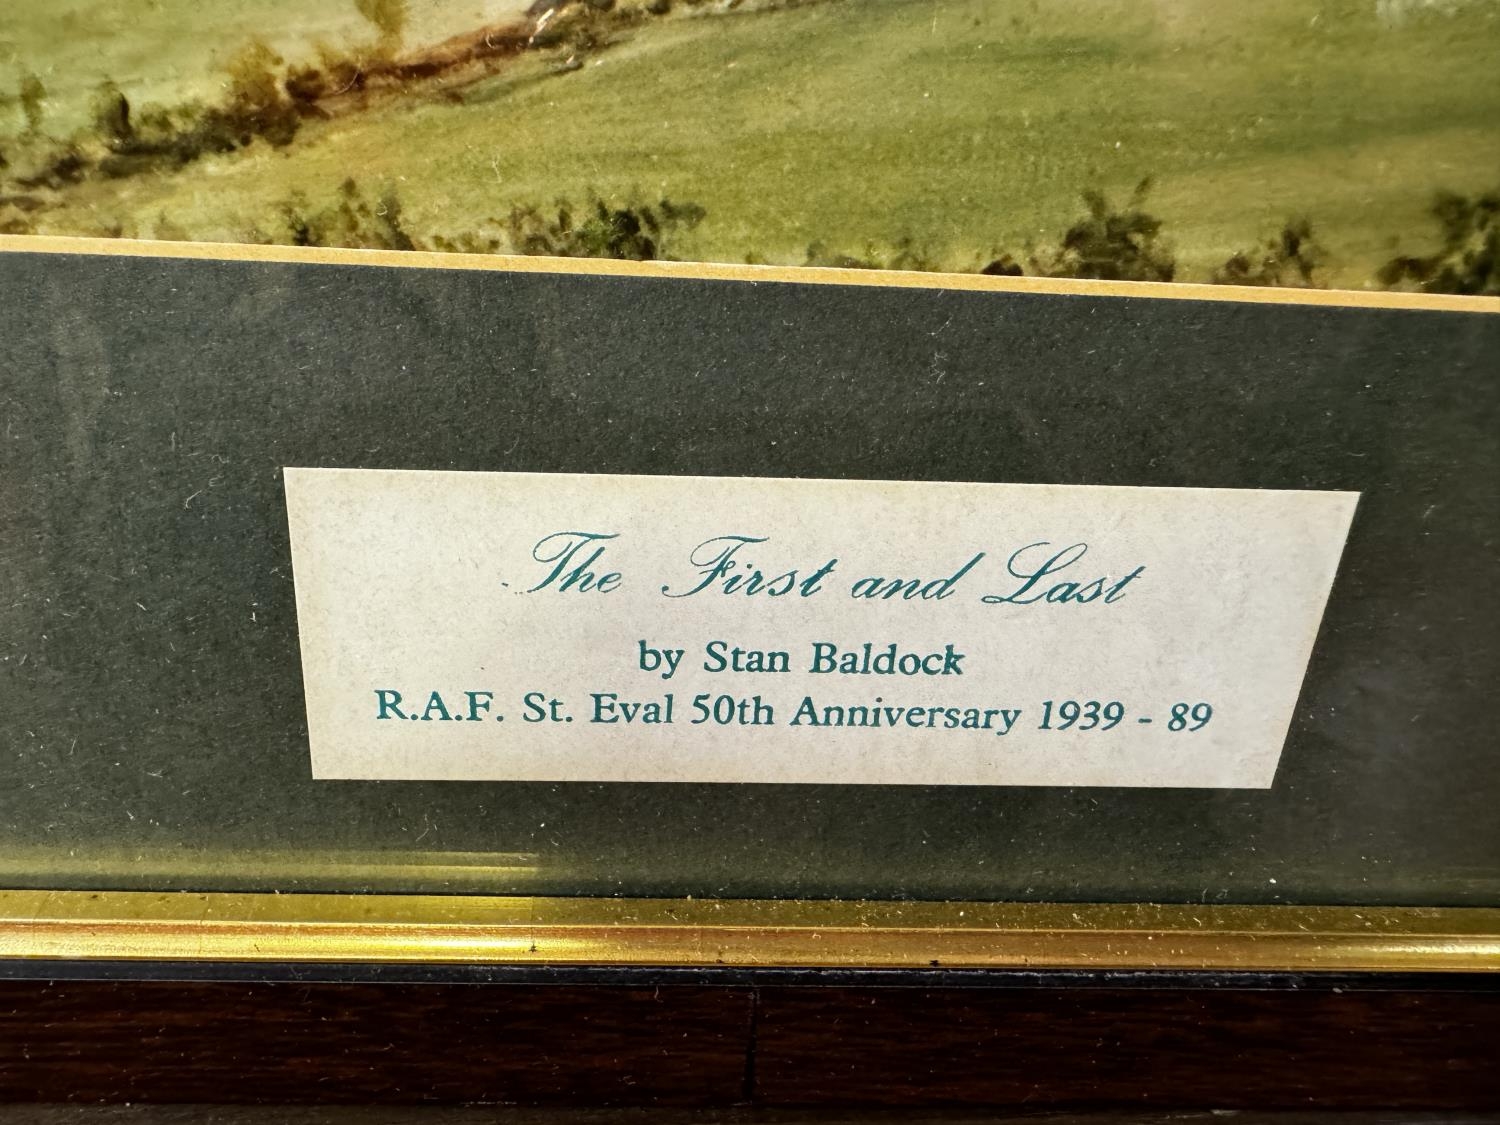 The First and Last
by Stan Baldock
R.A.F. St. Eval 50th Anniversary 1939 - 89